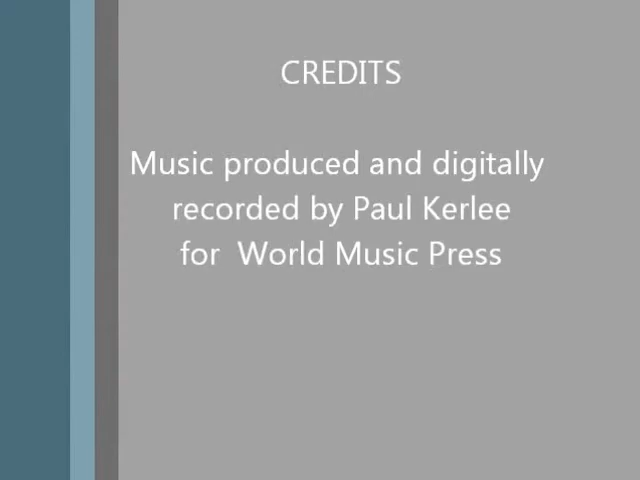 CREDITS
Music produced and digitally
recorded by Paul Kerlee
for  World Music Press